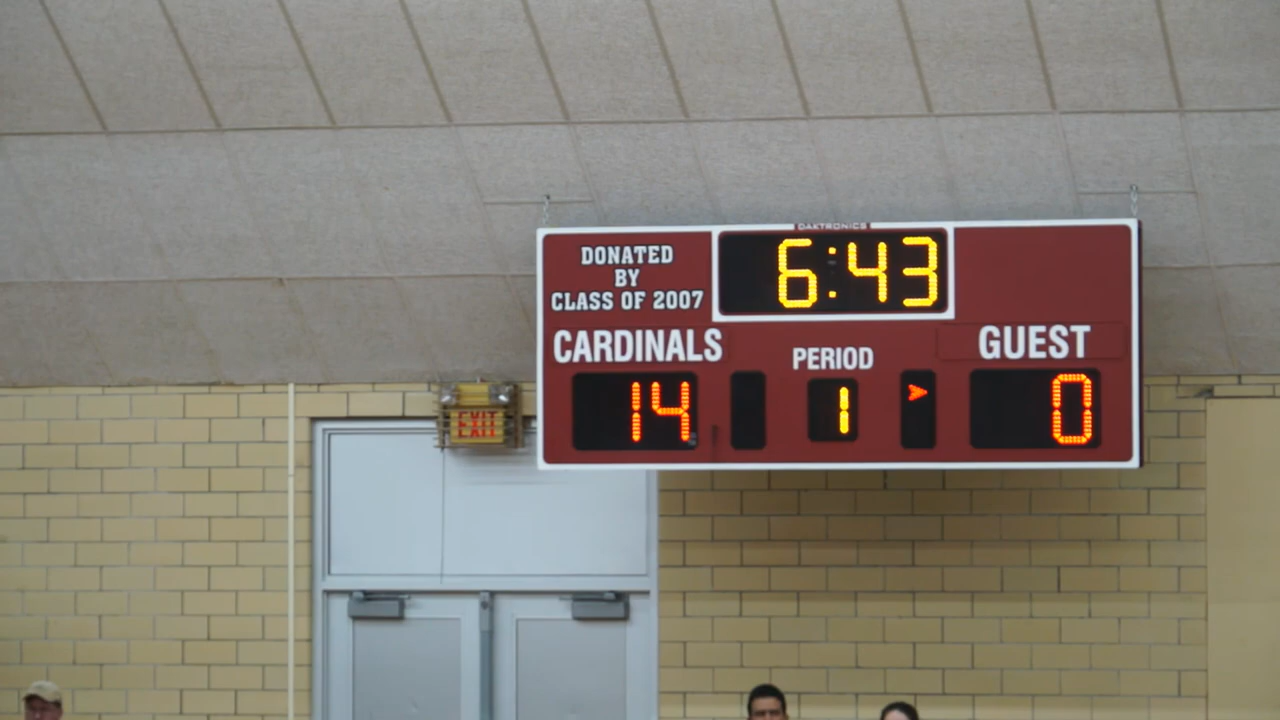 DAKTRONICS
DONATED
BY
CLASS OF 2007
6:43
CARDINALS
PERIOD
GUEST
14
1
0
EXIT